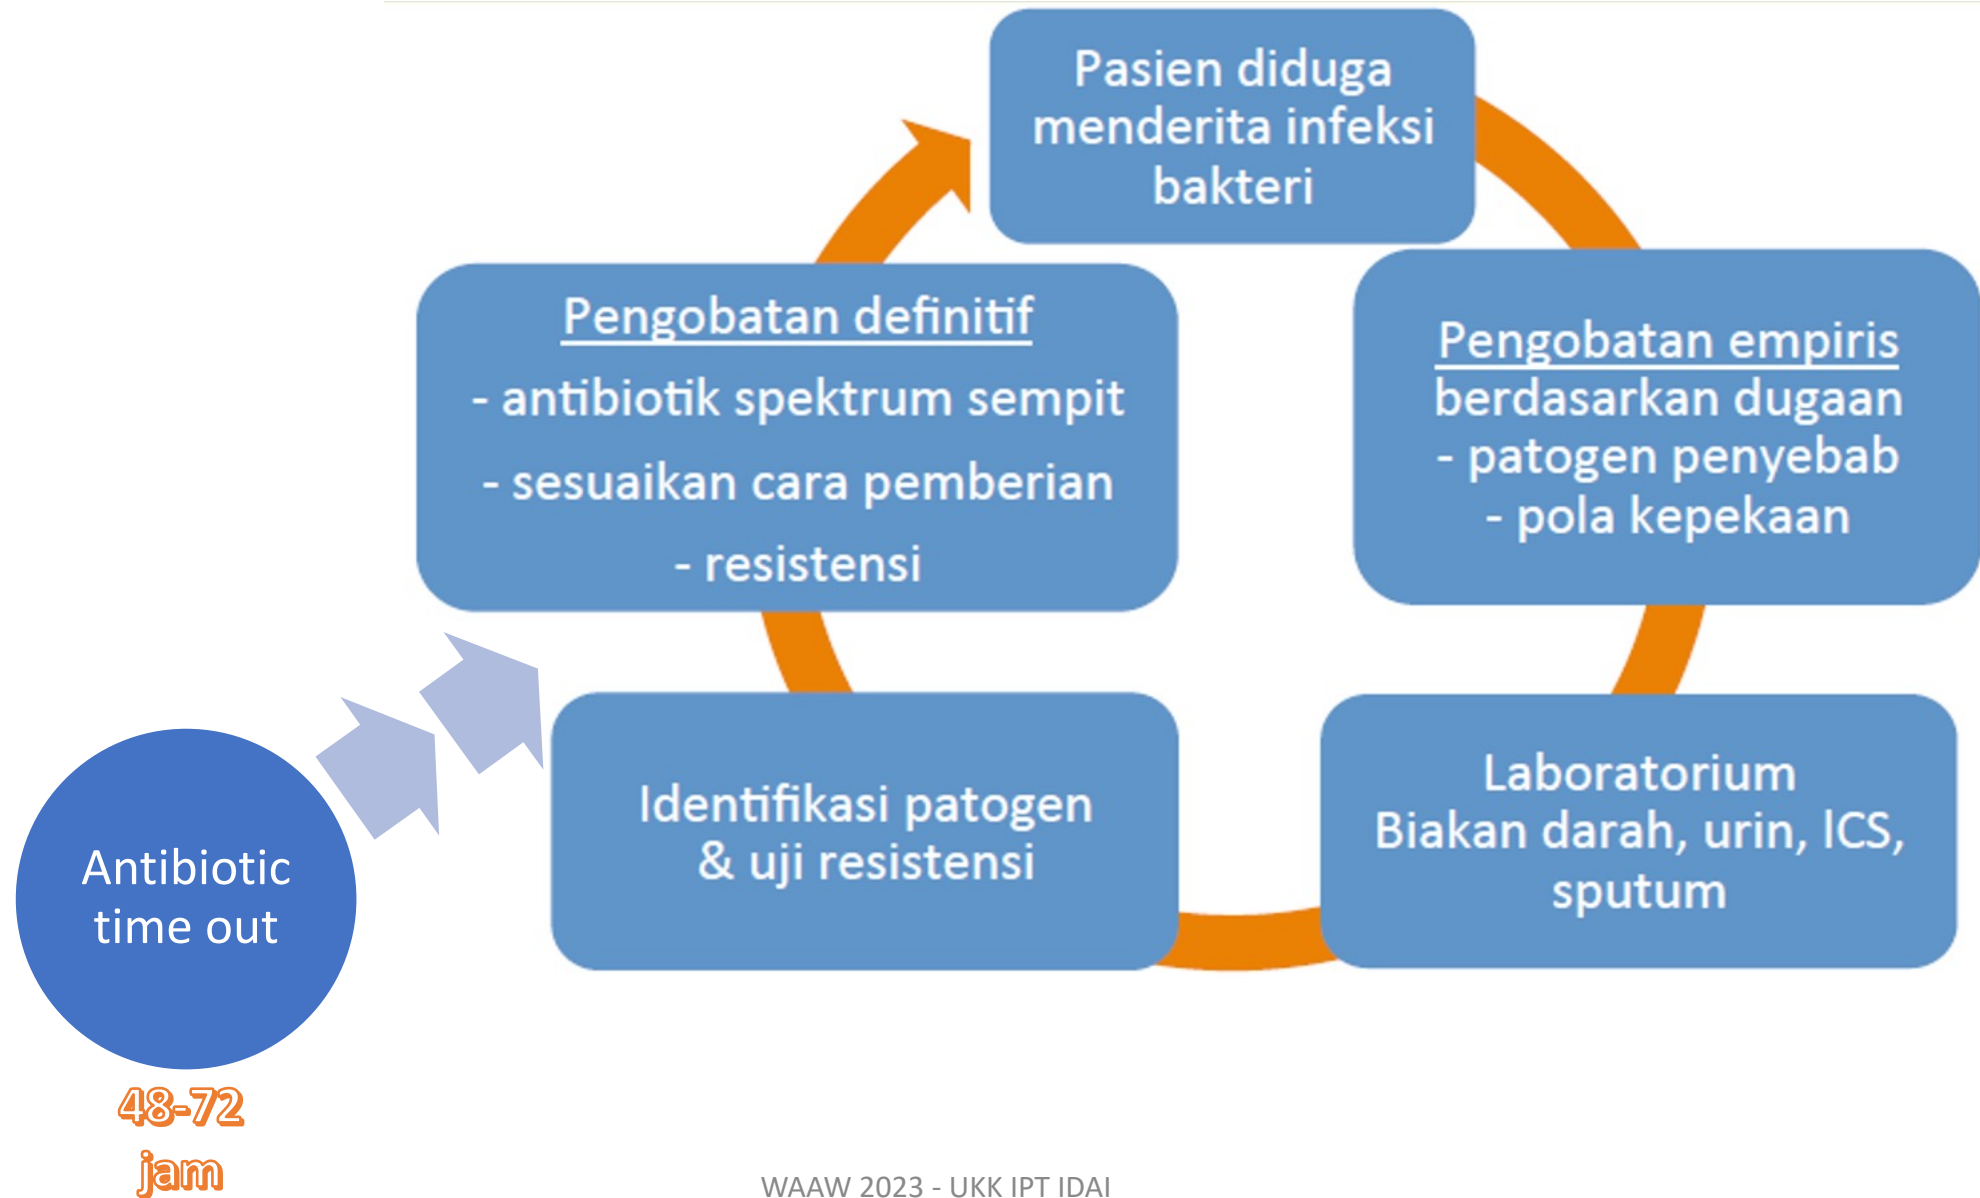 Pasien diduga
menderita infeksi
bakteri
Pengobatan empiris
berdasarkan dugaan
- patogen penyebab
- pola kepekaan
Laboratorium
Biakan darah, urin, lCS,
sputum
Identifikasi patogen
& uji resistensi
Pengobatan definitif
- antibiotik spektrum sempit
- sesuaikan cara pemberian
- resistensi
Antibiotic
time out
48-72
jam
WAAW 2023 - UKK IPT IDAI